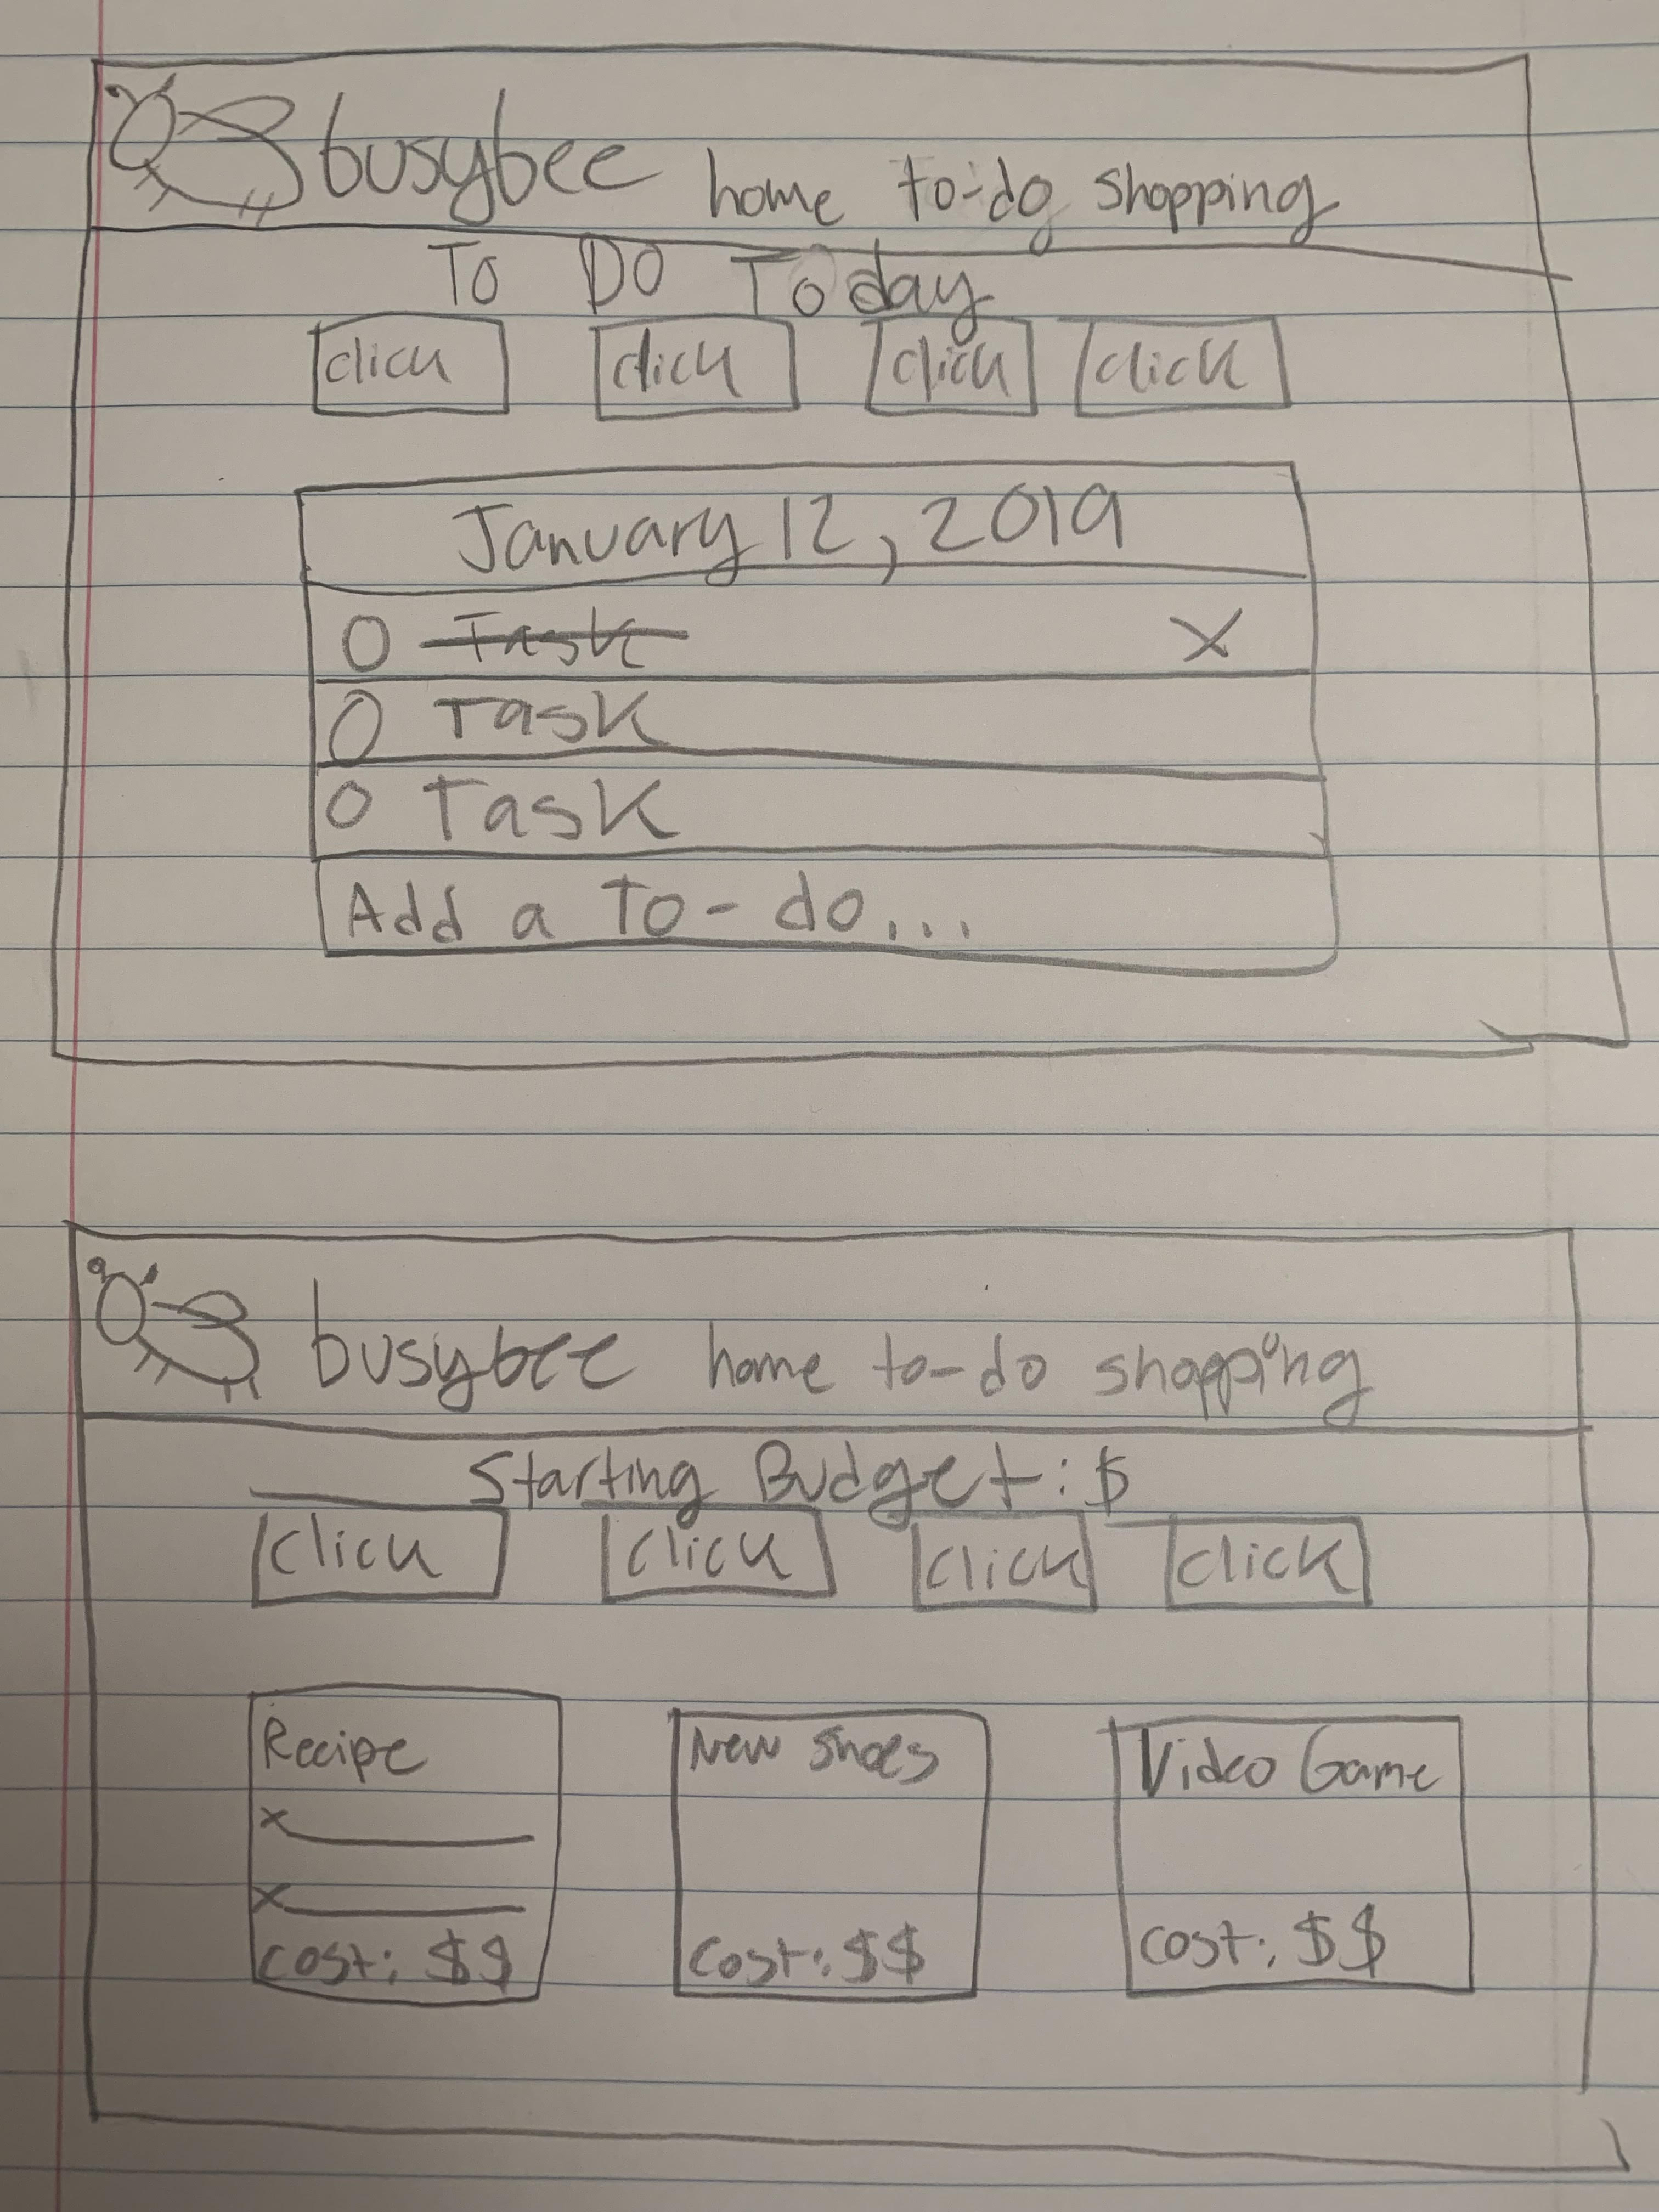 busybee home to-do shopping
To Do Today
click click click click
January 12, 2019
O Task X
O Task
O Task
Add a To-do...
busybee home to-do shopping
Starting Budget: $
click click click click
Recipe New Shoes Video Game
x
x
cost: $$ cost: $$ cost: $$